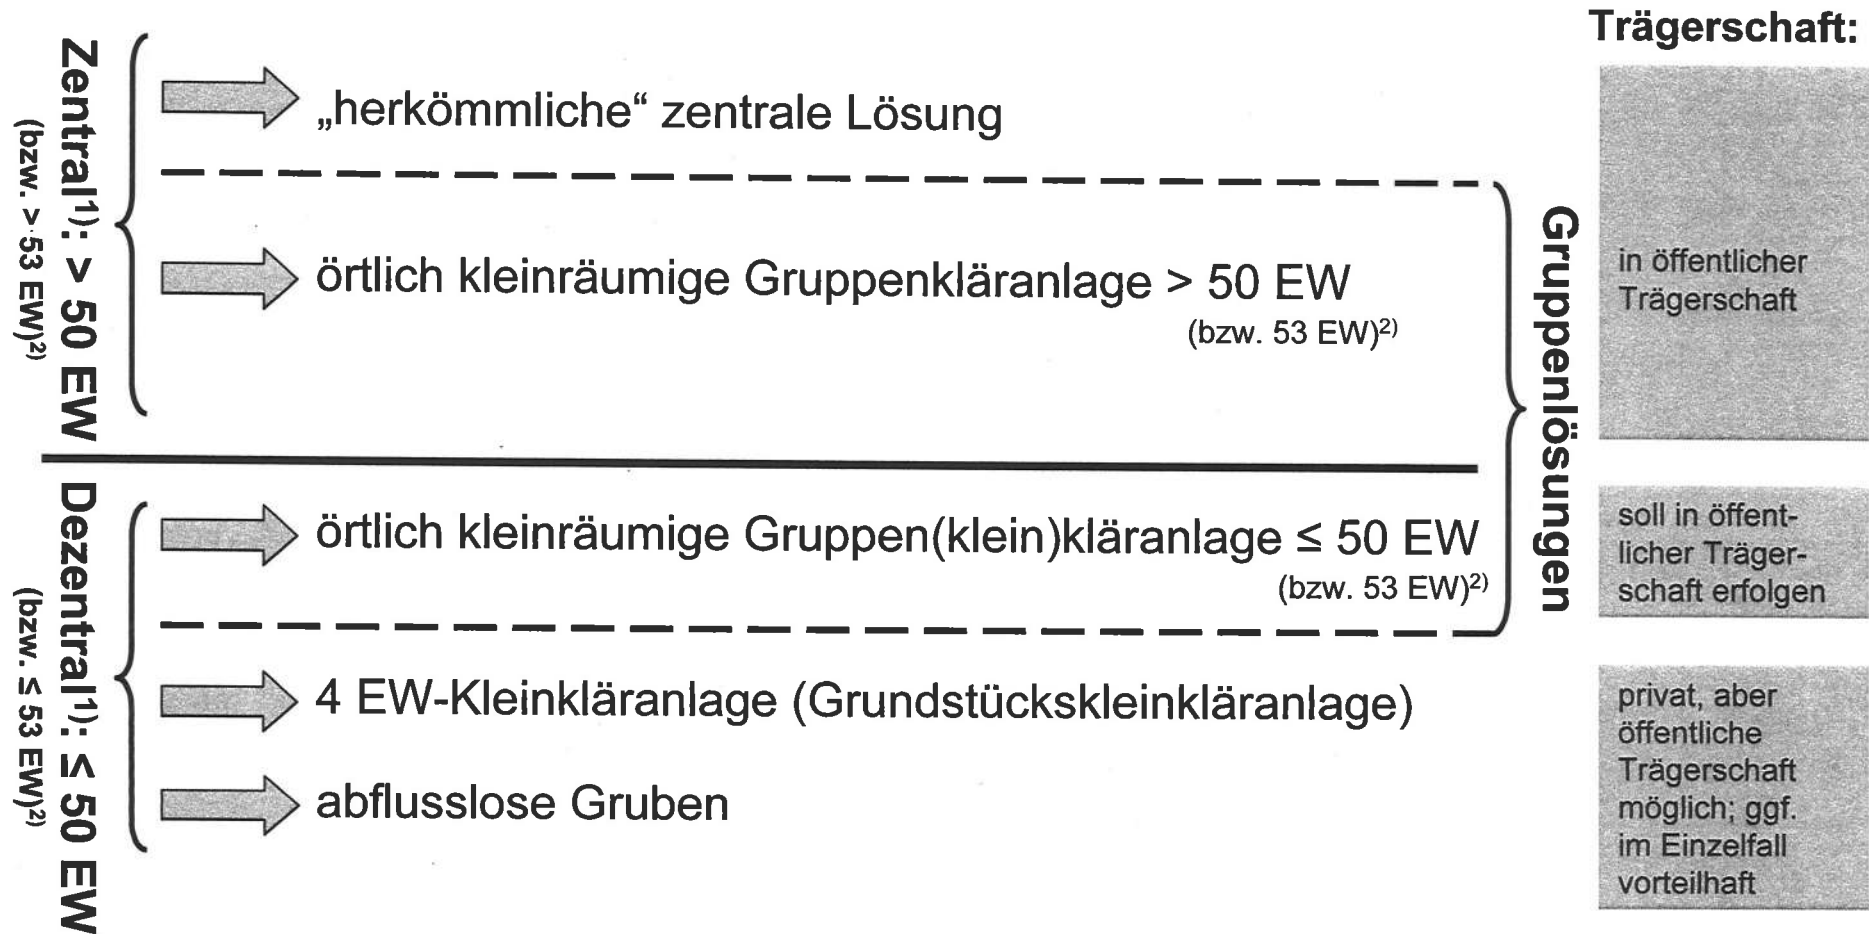 Trägerschaft:
Zentral¹⁾: > 50 EW
(bzw. > 53 EW)²⁾
„herkömmliche“ zentrale Lösung
örtlich kleinräumige Gruppenkläranlage > 50 EW
(bzw. 53 EW)²⁾
Gruppenlösungen
in öffentlicher
Trägerschaft
Dezentral¹⁾: ≤ 50 EW
(bzw. ≤ 53 EW)²⁾
örtlich kleinräumige Gruppen(klein)kläranlage ≤ 50 EW
(bzw. 53 EW)²⁾
soll in öffent-
licher Träger-
schaft erfolgen
4 EW-Kleinkläranlage (Grundstückskleinkläranlage)
abflusslose Gruben
privat, aber
öffentliche
Trägerschaft
möglich; ggf.
im Einzelfall
vorteilhaft